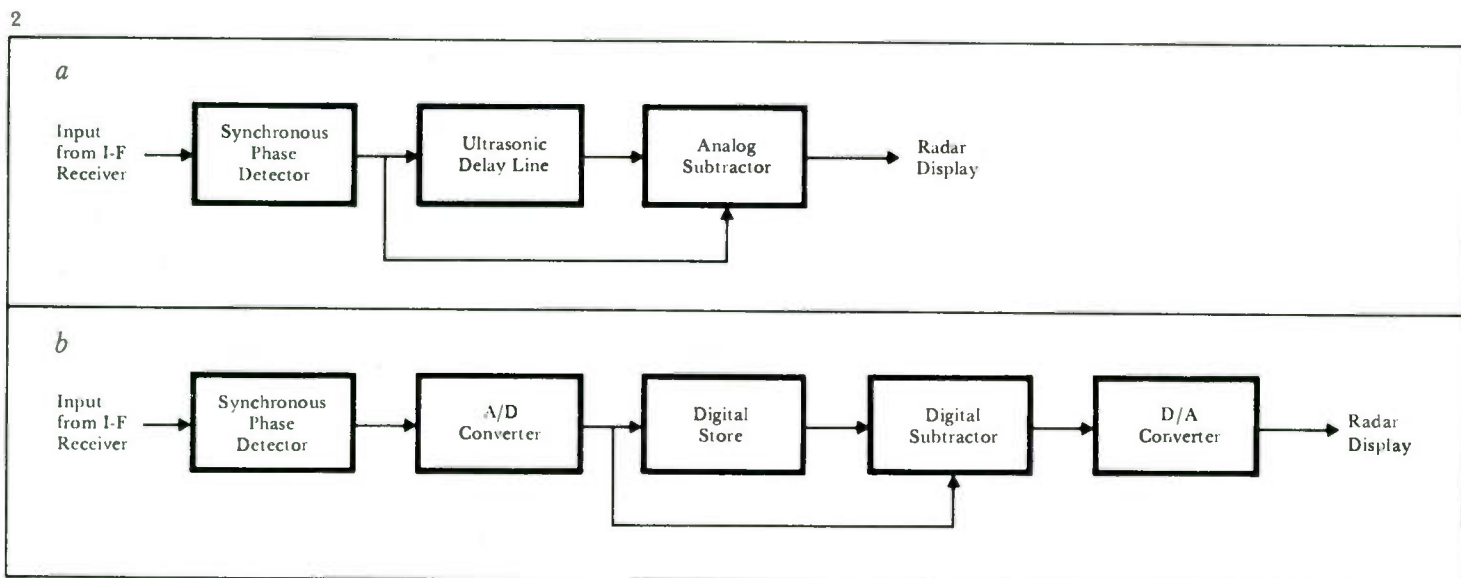 2
a
Input
from I-F
Receiver
Synchronous
Phase
Detector
Ultrasonic
Delay Line
Analog
Subtractor
Radar
Display
b
Input
from I-F
Receiver
Synchronous
Phase
Detector
A/D
Converter
Digital
Store
Digital
Subtractor
D/A
Converter
Radar
Display